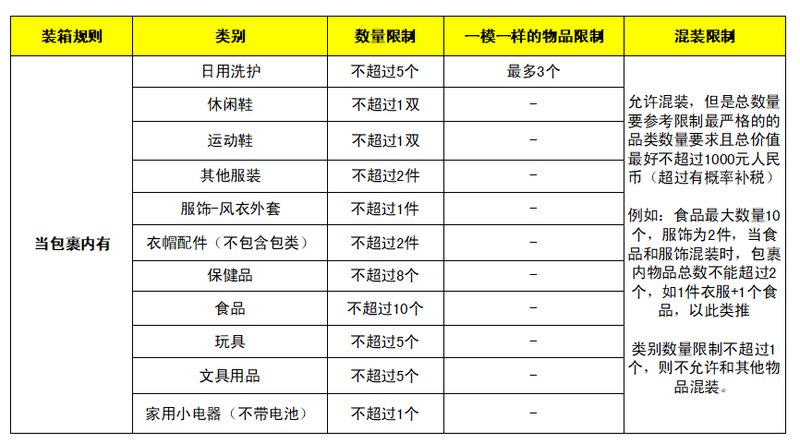 装箱规则 类别 数量限制 一模一样的物品限制 混装限制
当包裹内有
日用洗护 不超过5个 最多3个
休闲鞋 不超过1双 -
运动鞋 不超过1双 -
其他服装 不超过2件 -
服饰-风衣外套 不超过1件 -
衣帽配件（不包含包类） 不超过2件 -
保健品 不超过8个 -
食品 不超过10个 -
玩具 不超过5个 -
文具用品 不超过5个 -
家用小电器（不带电池） 不超过1个 -
允许混装，但是总数量
要参考限制最严格的的
品类数量要求且总价值
最好不超过1000元人民
币（超过有概率补税）
例如：食品最大数量10
个，服饰为2件，当食
品和服饰混装时，包裹
内物品总数不能超过2
个，如1件衣服+1个食
品，以此类推
类别数量限制不超过1
个，则不允许和其他物
品混装。